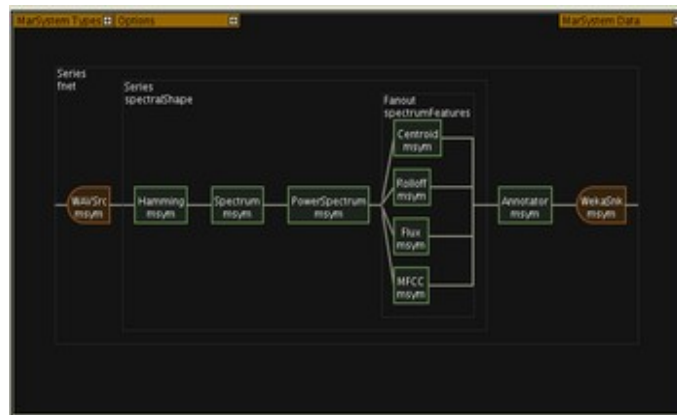 MarSystem Types
Options
MarSystem Data
Series
fnet
Series
spectralShape
Fanout
spectrumFeatures
Centroid
msym
WAVSrc
msym
Hamming
msym
Spectrum
msym
PowerSpectrum
msym
Rolloff
msym
Flux
msym
MFCC
msym
Annotator
msym
WekaSnk
msym